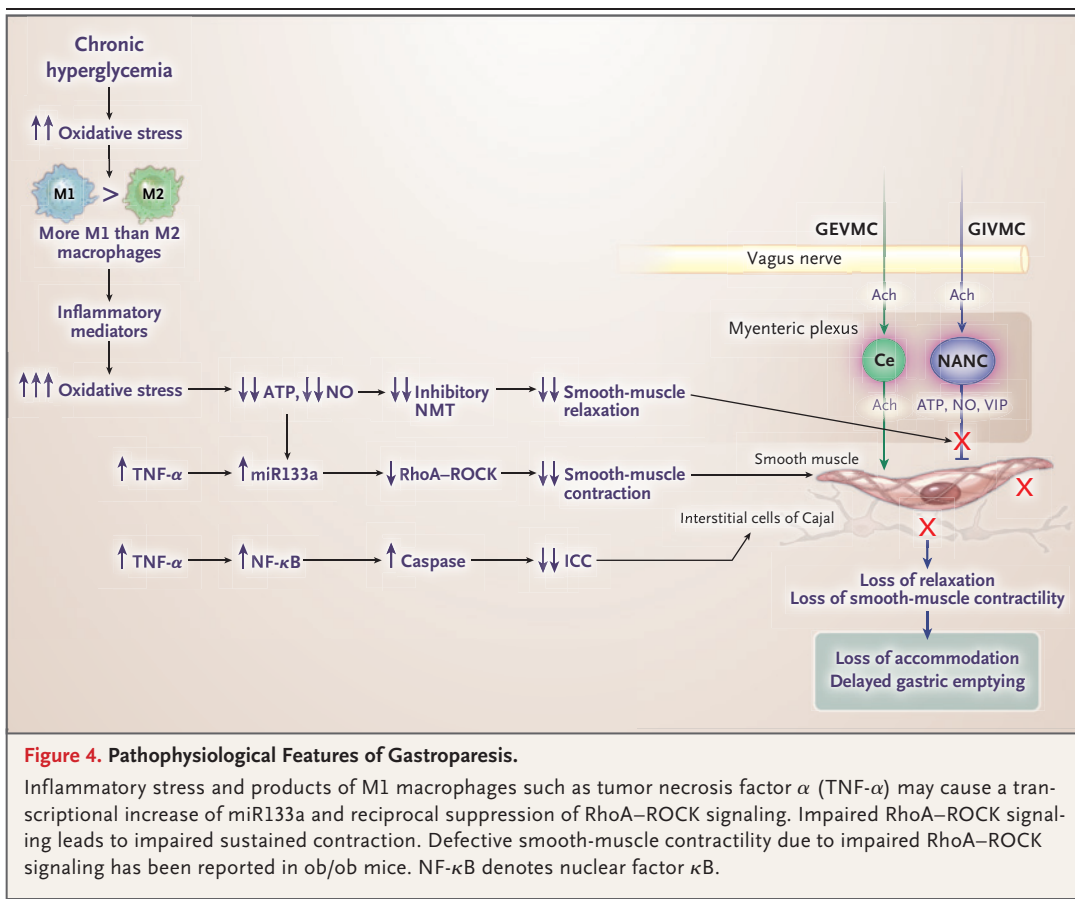 Chronic
hyperglycemia
↑↑ Oxidative stress
M1 > M2
More M1 than M2
macrophages
Inflammatory
mediators
↑↑↑ Oxidative stress
↓↓ ATP, ↓↓ NO
↓↓ Inhibitory
NMT
↓↓ Smooth-muscle
relaxation
↑ TNF-α
↑ miR133a
↓ RhoA–ROCK
↓↓ Smooth-muscle
contraction
↑ TNF-α
↑ NF-κB
↑ Caspase
↓↓ ICC
GEVMC
GIVMC
Vagus nerve
Ach
Ach
Myenteric plexus
Ce
NANC
Ach
ATP, NO, VIP
X
Smooth muscle
X
Interstitial cells of Cajal
X
Loss of relaxation
Loss of smooth-muscle contractility
Loss of accommodation
Delayed gastric emptying
Figure 4. Pathophysiological Features of Gastroparesis.
Inflammatory stress and products of M1 macrophages such as tumor necrosis factor α (TNF-α) may cause a tran-
scriptional increase of miR133a and reciprocal suppression of RhoA–ROCK signaling. Impaired RhoA–ROCK signal-
ing leads to impaired sustained contraction. Defective smooth-muscle contractility due to impaired RhoA–ROCK
signaling has been reported in ob/ob mice. NF-κB denotes nuclear factor κB.